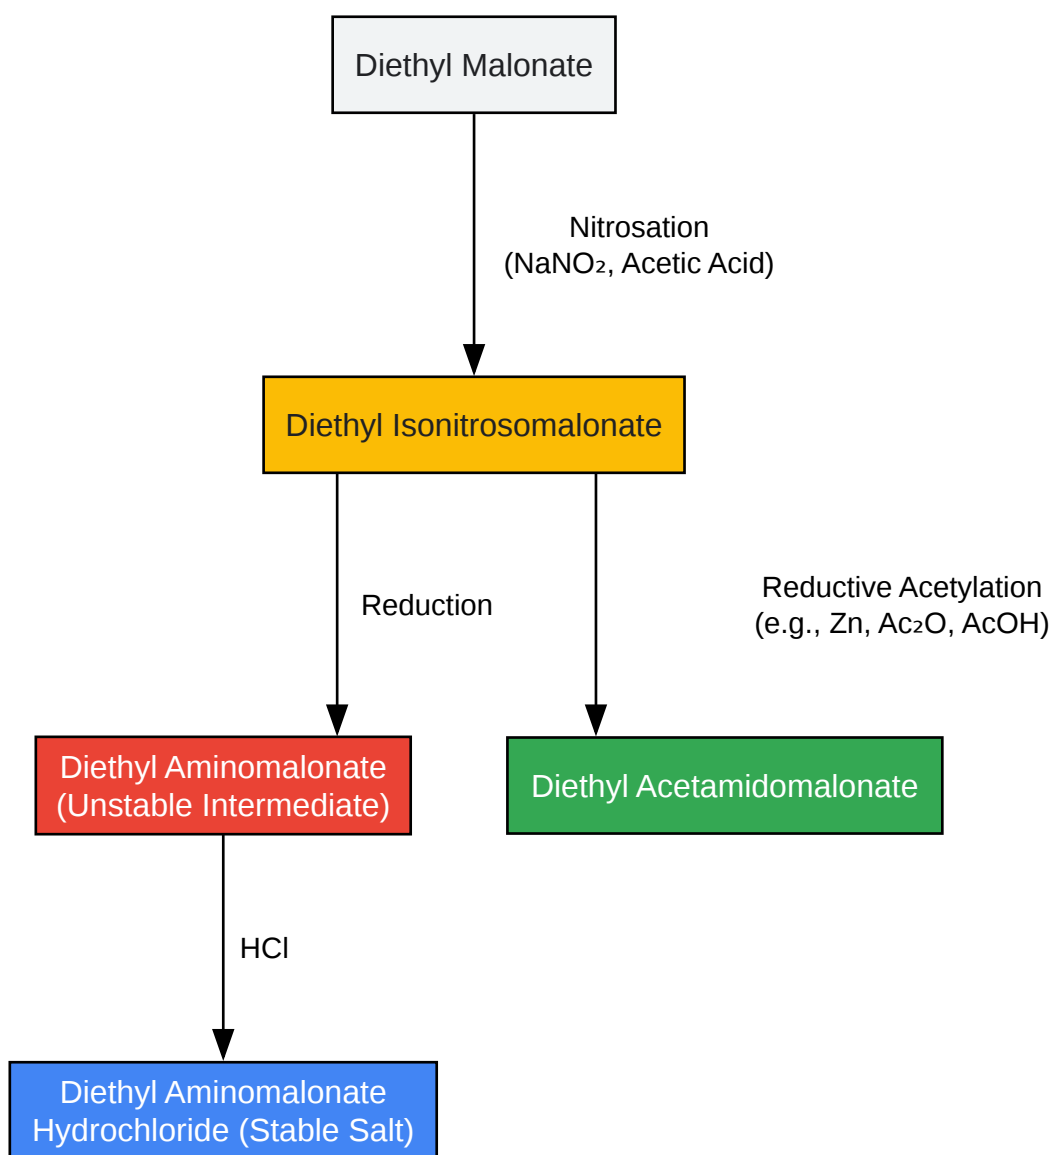 Diethyl Malonate
Nitrosation
(NaNO₂, Acetic Acid)
Diethyl Isonitrosomalonate
Reduction
Reductive Acetylation
(e.g., Zn, Ac₂O, AcOH)
Diethyl Aminomalonate
(Unstable Intermediate)
Diethyl Acetamidomalonate
HCl
Diethyl Aminomalonate
Hydrochloride (Stable Salt)